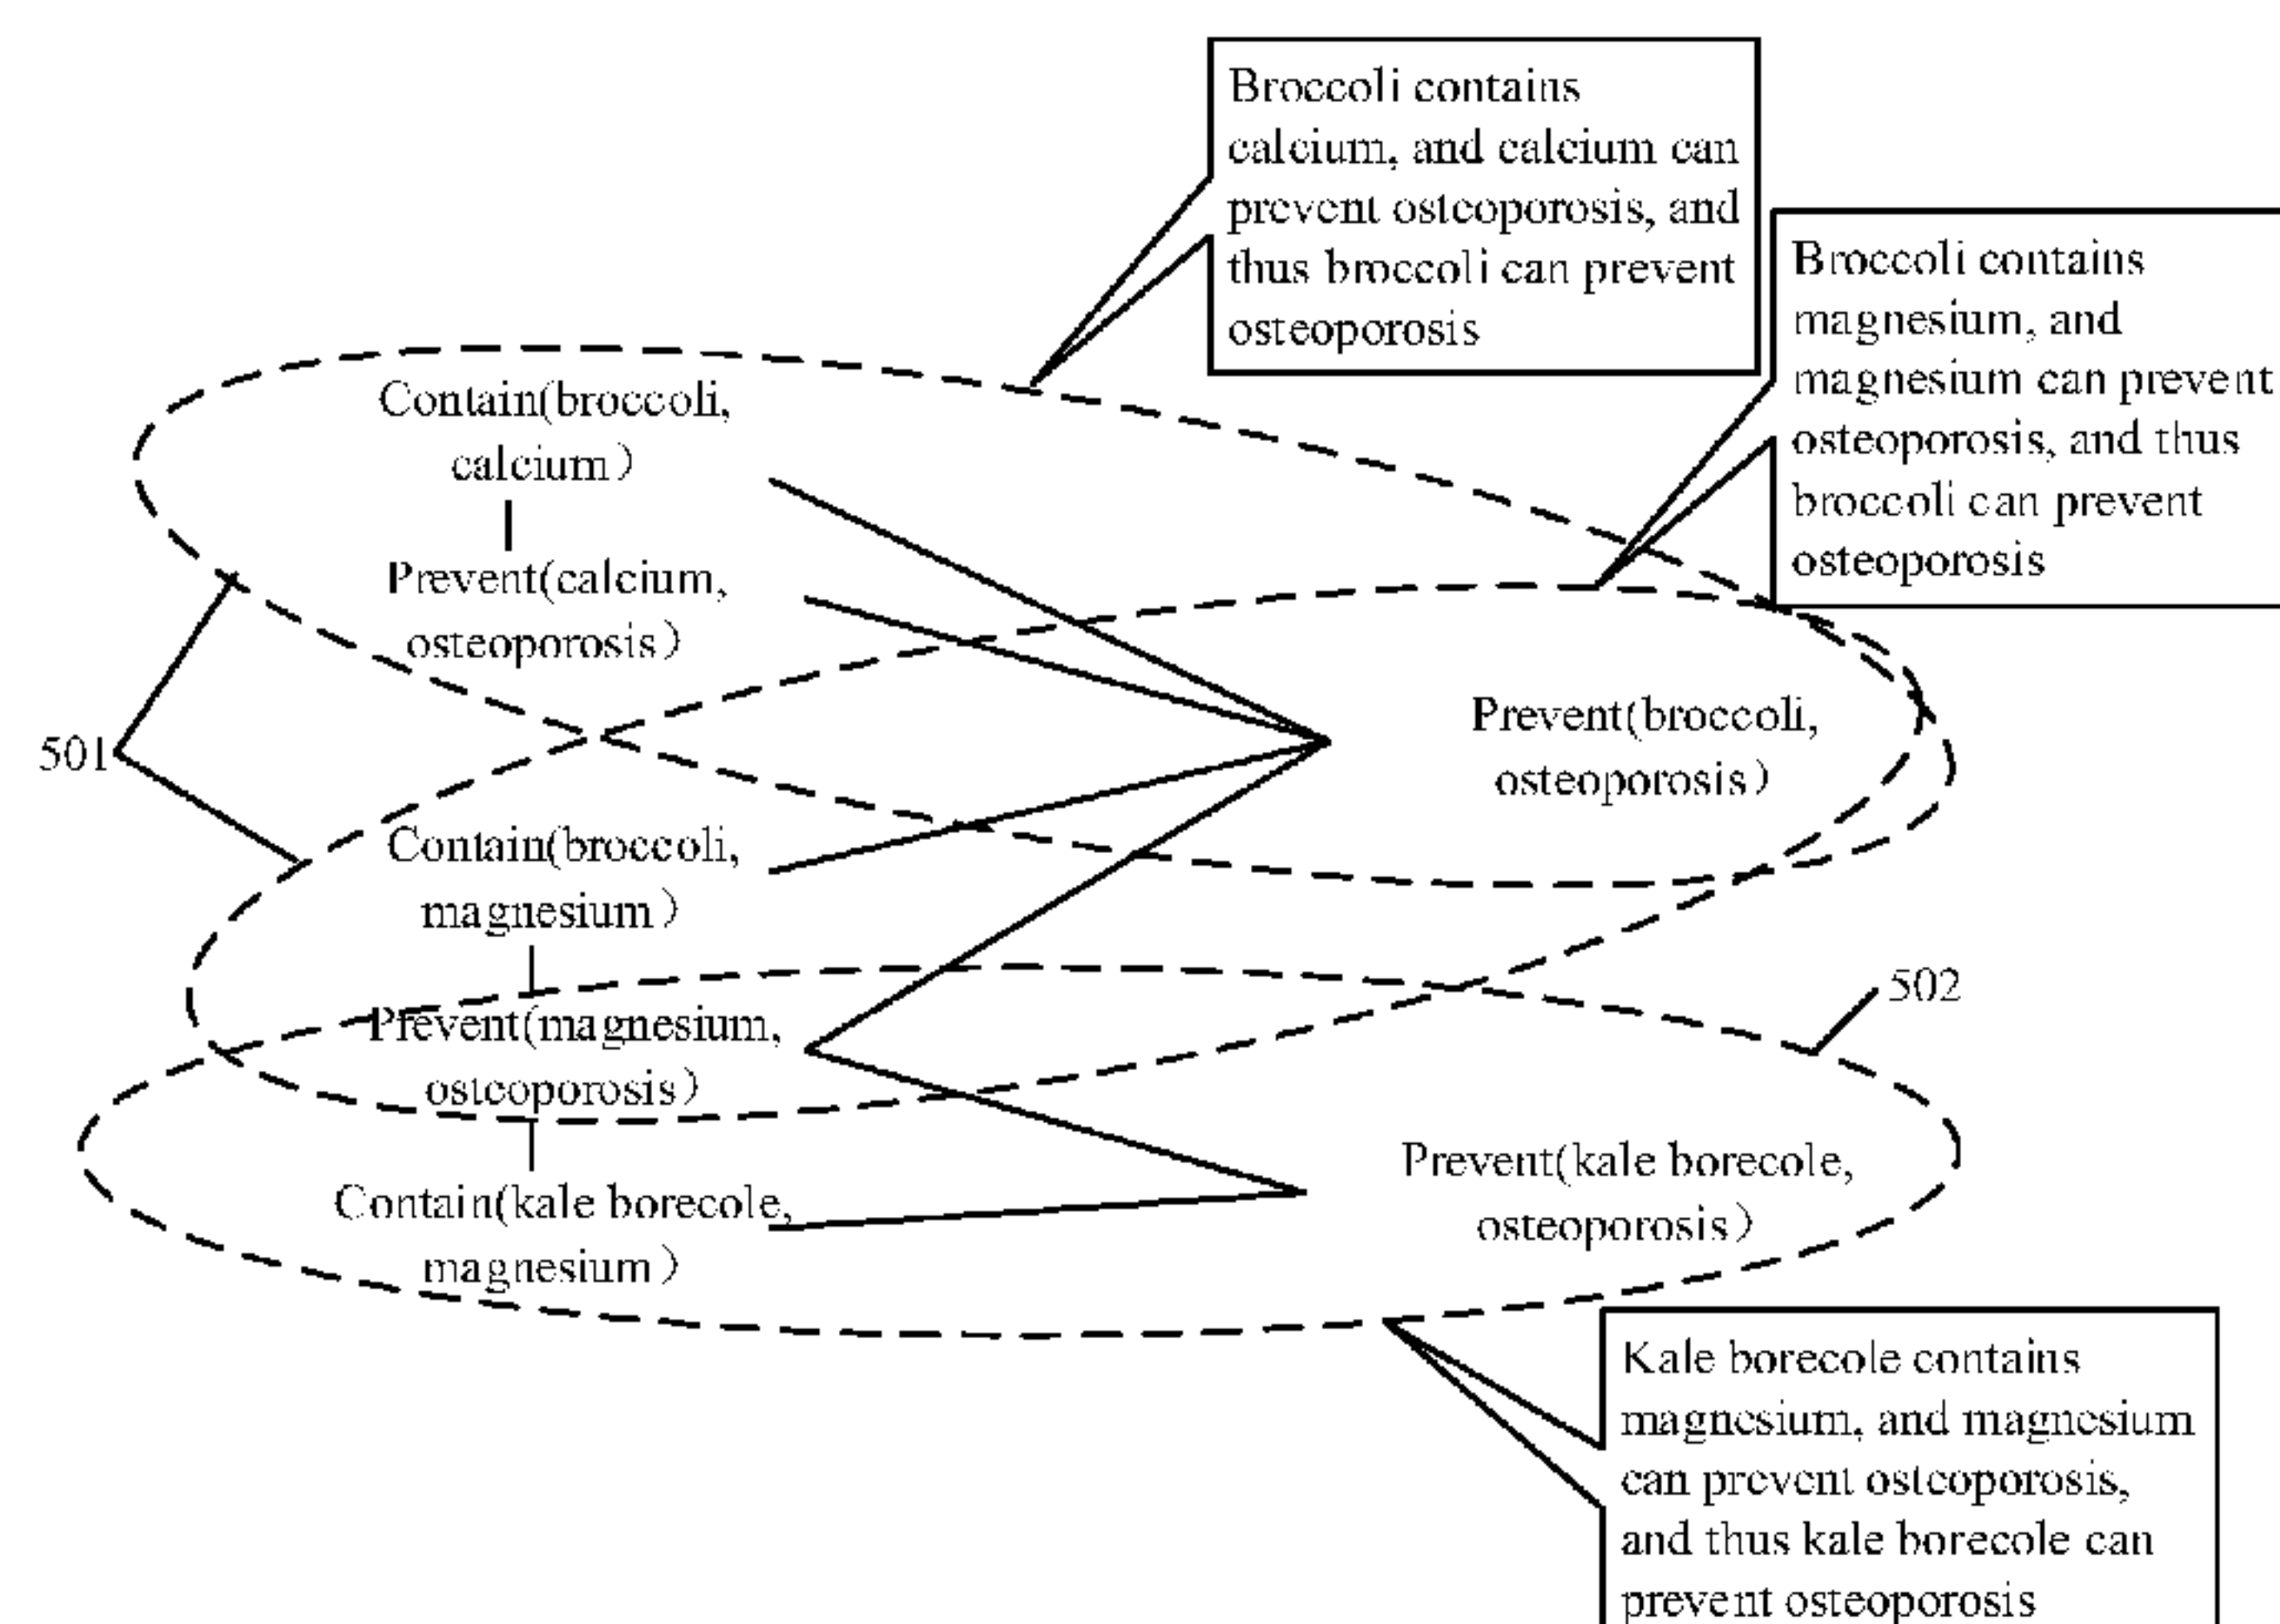 Broccoli contains
calcium, and calcium can
prevent osteoporosis, and
thus broccoli can prevent
osteoporosis
Broccoli contains
magnesium, and
magnesium can prevent
osteoporosis, and thus
broccoli can prevent
osteoporosis
Contain(broccoli,
calcium)
Prevent(calcium,
osteoporosis)
501
Prevent(broccoli,
osteoporosis)
Contain(broccoli,
magnesium)
502
Prevent(magnesium,
osteoporosis)
Prevent(kale borecole,
osteoporosis)
Contain(kale borecole,
magnesium)
Kale borecole contains
magnesium, and magnesium
can prevent osteoporosis,
and thus kale borecole can
prevent osteoporosis